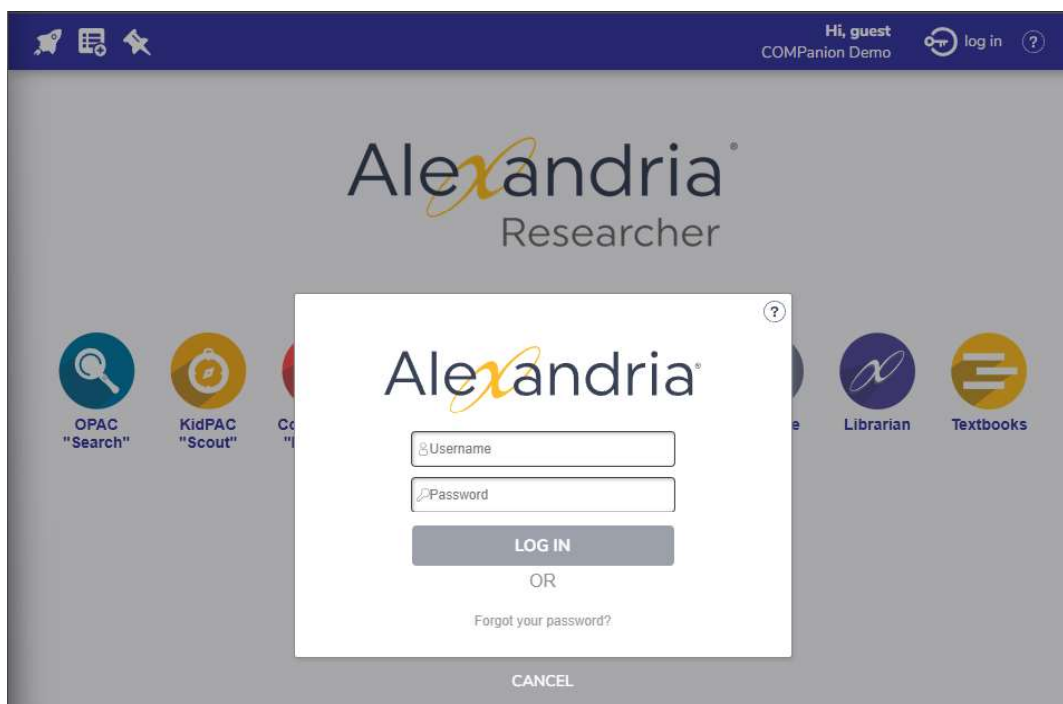 Hi, guest
COMPanion Demo
log in
?
Alexandria®
Researcher
?
Alexandria®
OPAC
"Search"
KidPAC
"Scout"
Librarian
Textbooks
Username
Password
LOG IN
OR
Forgot your password?
CANCEL